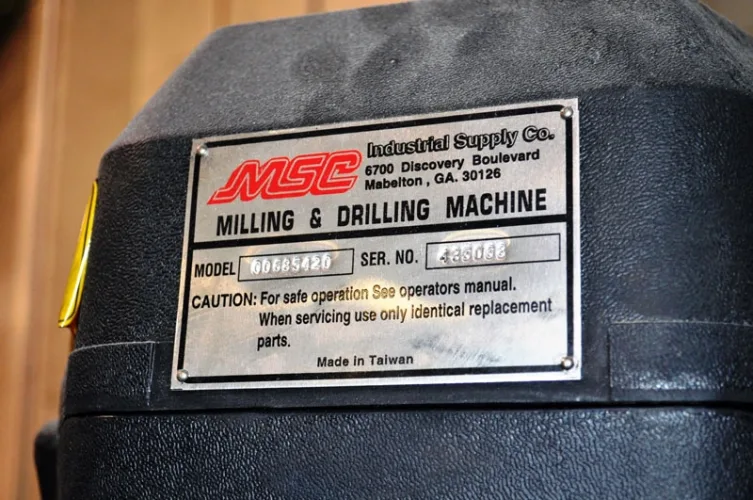 MSC Industrial Supply Co.
6700 Discovery Boulevard
Mabelton , GA. 30126
MILLING & DRILLING MACHINE
MODEL 00685420 SER. NO.
CAUTION: For safe operation See operators manual.
When servicing use only identical replacement
parts.
Made in Taiwan